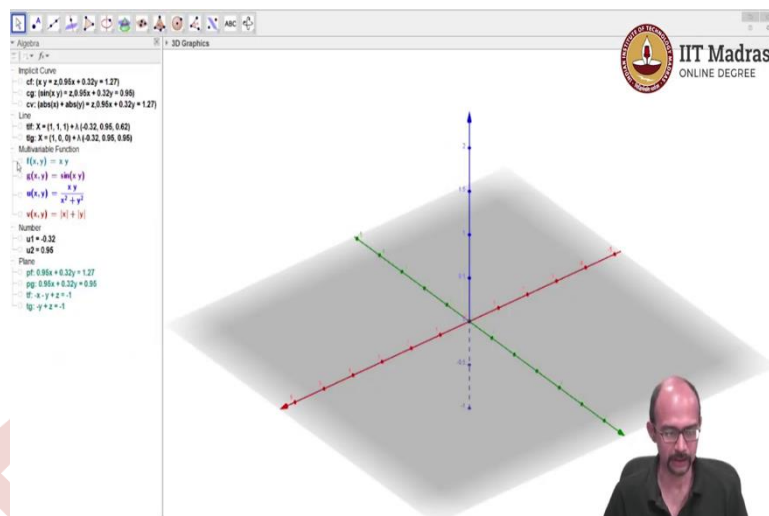 ABC
Algebra
3D Graphics
IIT Madras
ONLINE DEGREE
Implicit Curve
cf: (x y = z, 0.95x + 0.32y = 1.27)
cg: (sin(x y) = z, 0.95x + 0.32y = 0.95)
cv: (abs(x) + abs(y) = z, 0.95x + 0.32y = 1.27)
Line
tlf: X = (1, 1, 1) + λ (-0.32, 0.95, 0.62)
tlg: X = (1, 0, 0) + λ (-0.32, 0.95, 0.95)
Multivariable Function
f(x, y) = x y
g(x, y) = sin(x y)
u(x, y) = x y / x² + y²
v(x, y) = |x| + |y|
Number
u1 = -0.32
u2 = 0.95
Plane
pf: 0.95x + 0.32y = 1.27
pg: 0.95x + 0.32y = 0.95
tf: -x - y + z = -1
tg: -y + z = -1